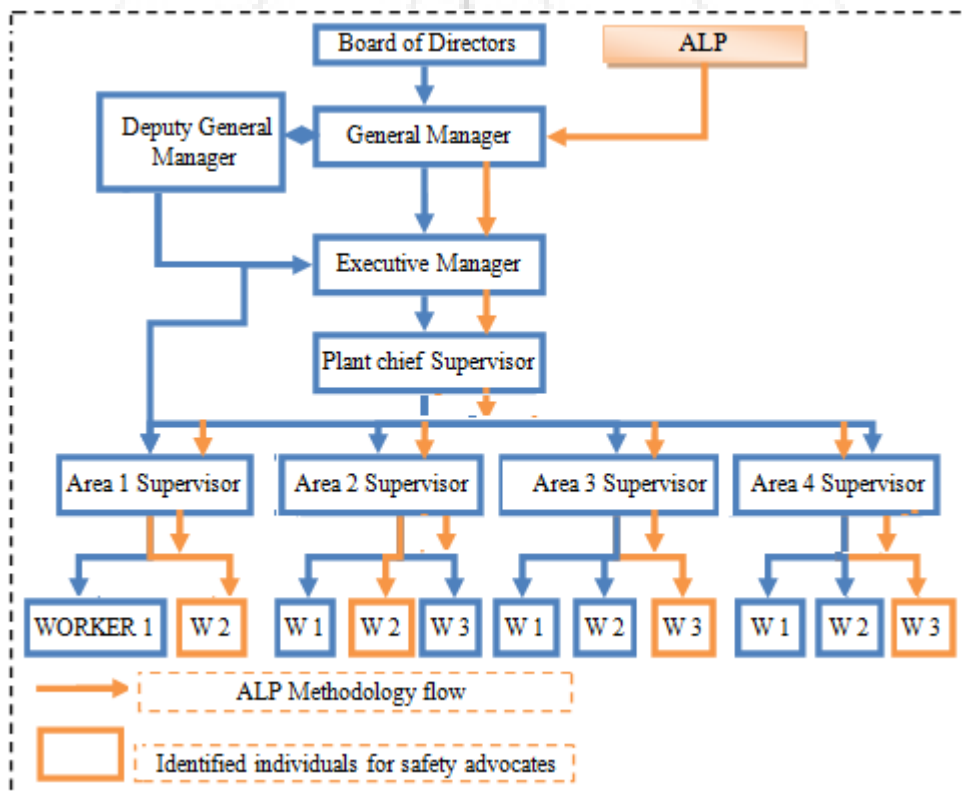 Board of Directors
ALP
Deputy General
Manager
General Manager
Executive Manager
Plant chief Supervisor
Area 1 Supervisor
Area 2 Supervisor
Area 3 Supervisor
Area 4 Supervisor
WORKER 1
W 2
W 1
W 2
W 3
W 1
W 2
W 3
W 1
W 2
W 3
ALP Methodology flow
Identified individuals for safety advocates